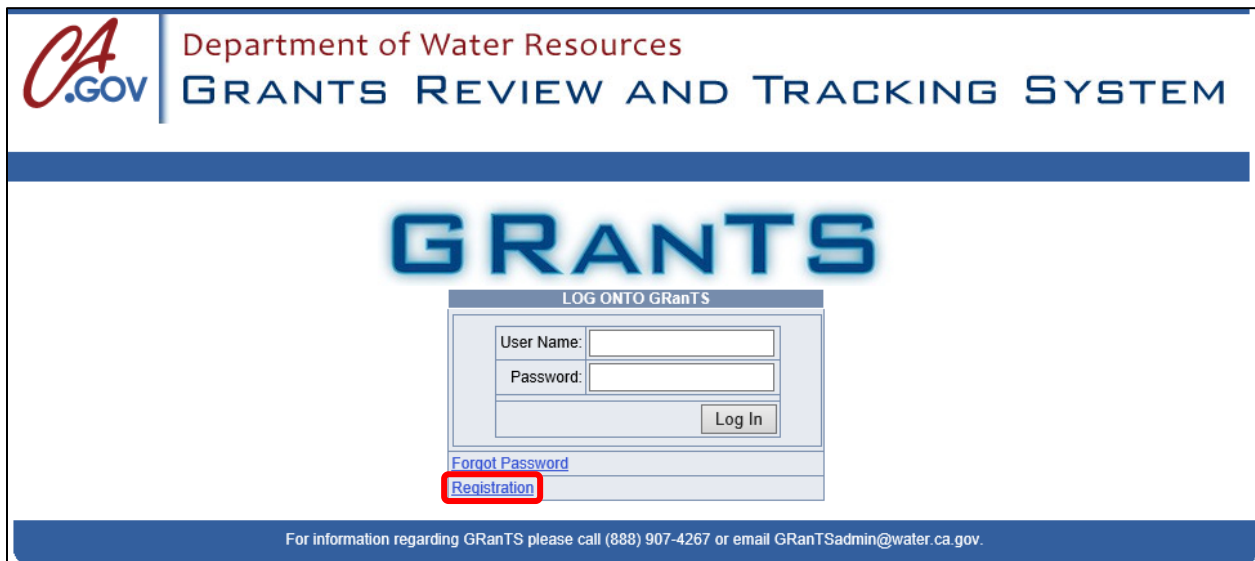 CA
.GOV
Department of Water Resources
GRANTS REVIEW AND TRACKING SYSTEM
GRANTS
LOG ONTO GRanTS
User Name:
Password:
Log In
Forgot Password
Registration
For information regarding GRanTS please call (888) 907-4267 or email GRanTSadmin@water.ca.gov.